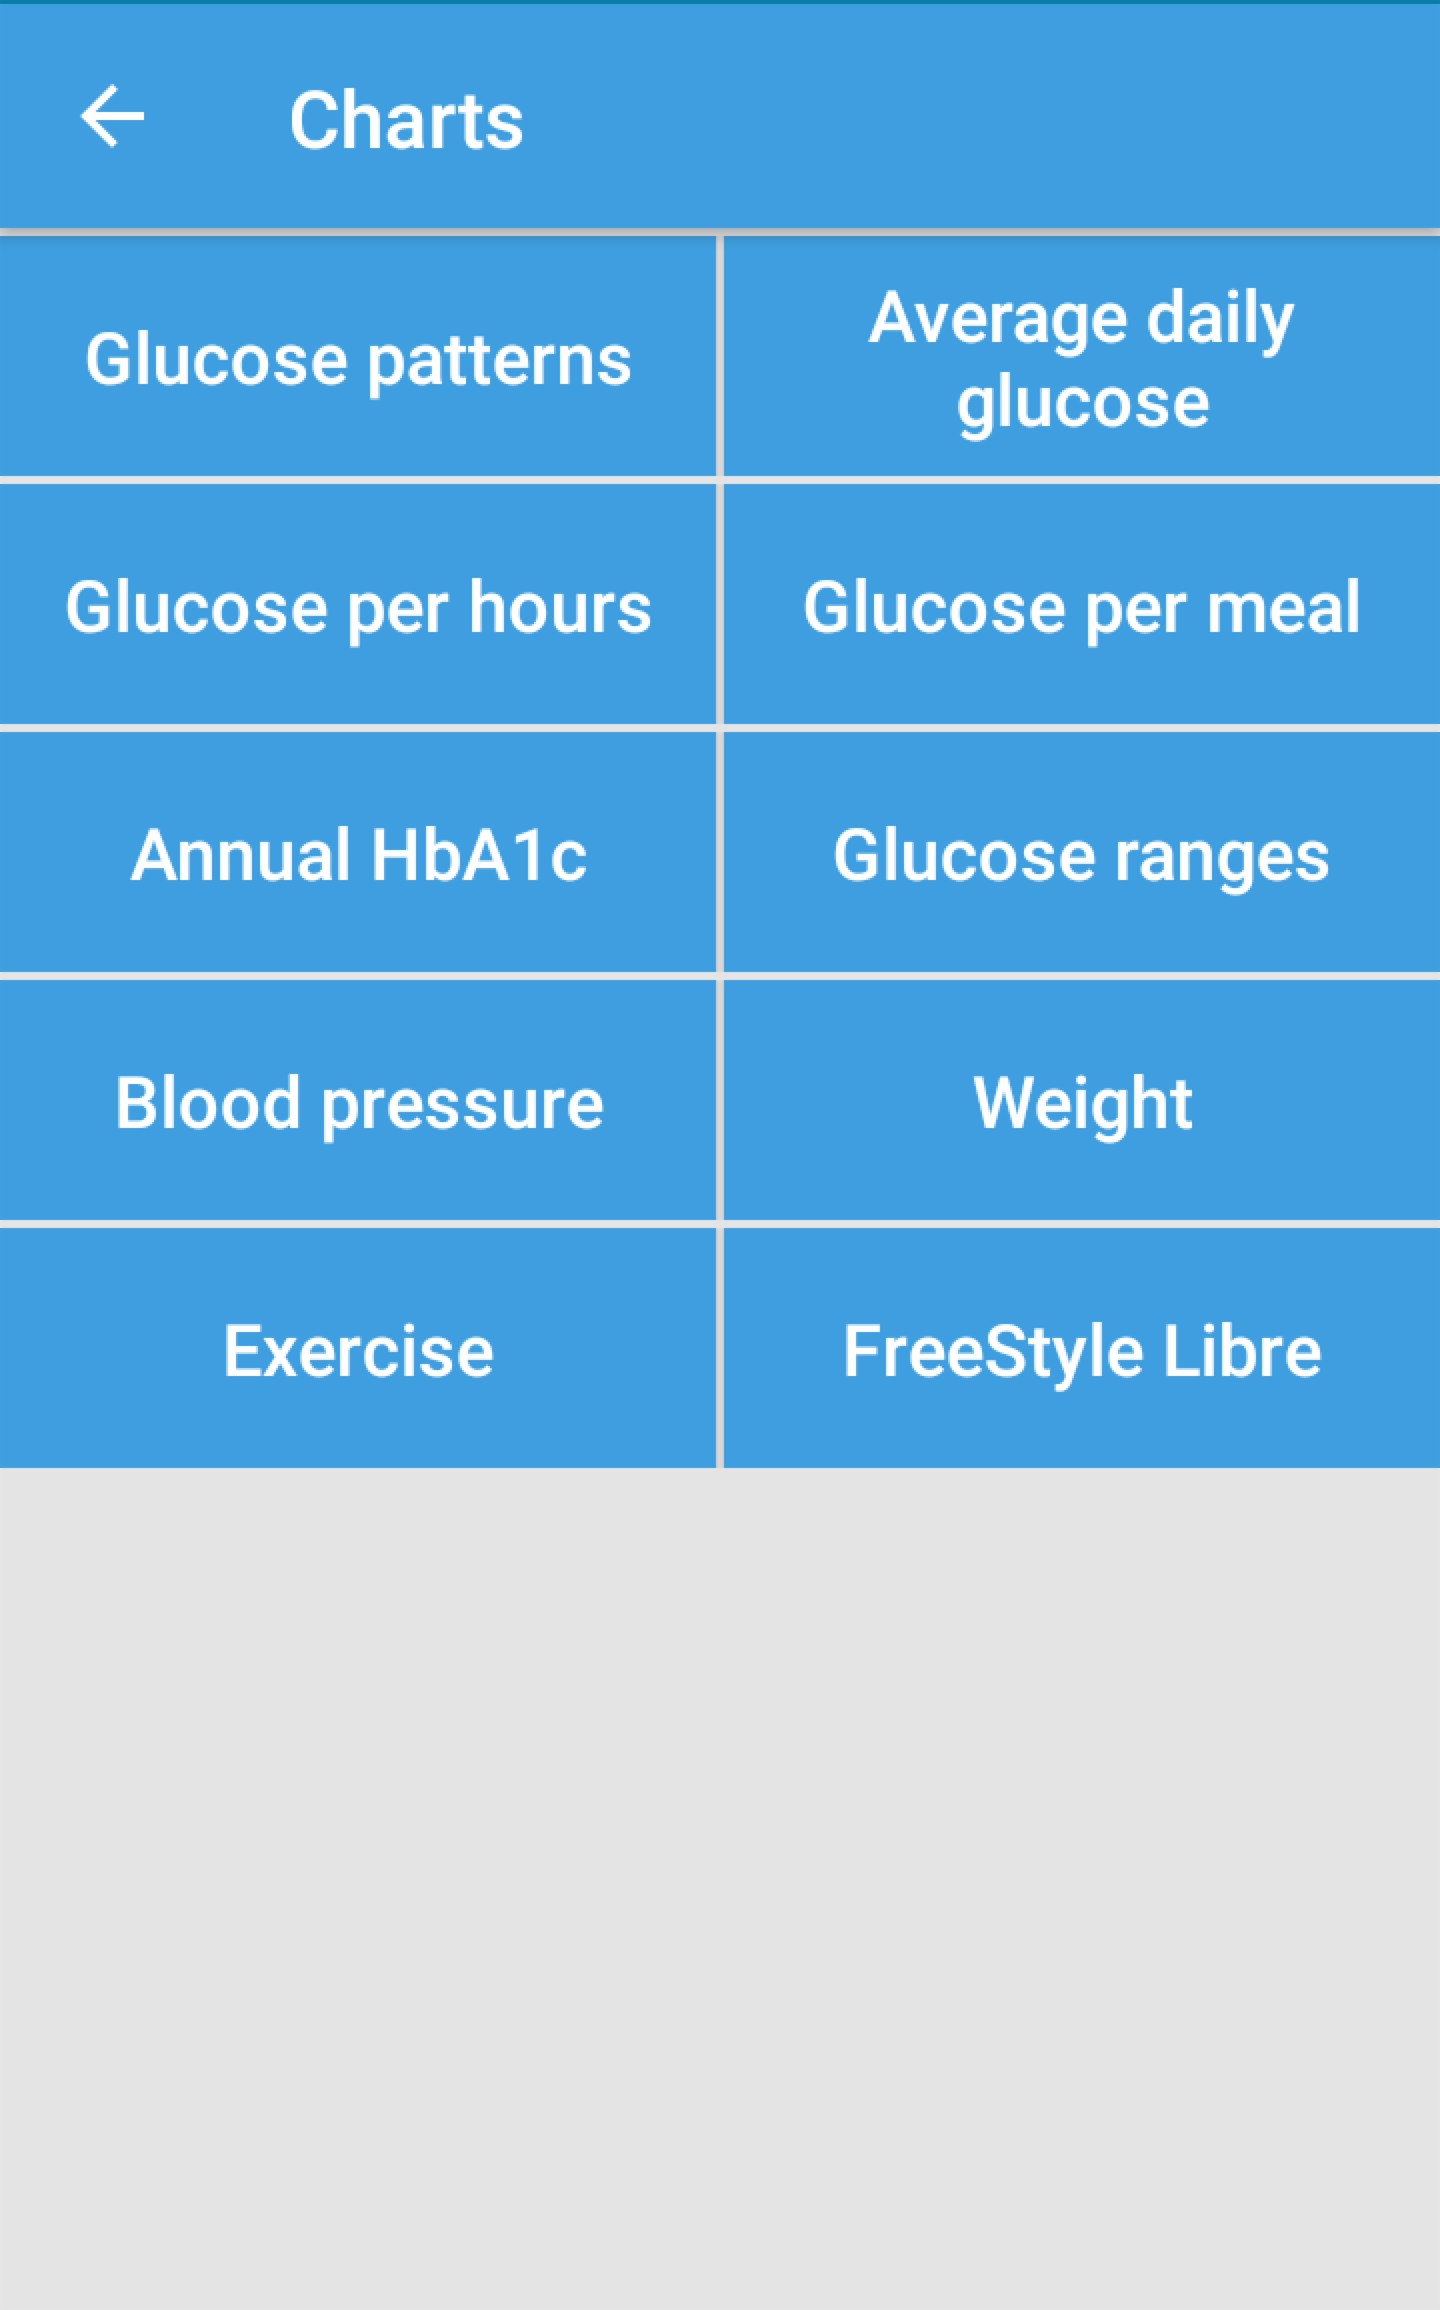 Charts
Glucose patterns
Average daily
glucose
Glucose per hours
Glucose per meal
Annual HbA1c
Glucose ranges
Blood pressure
Weight
Exercise
FreeStyle Libre